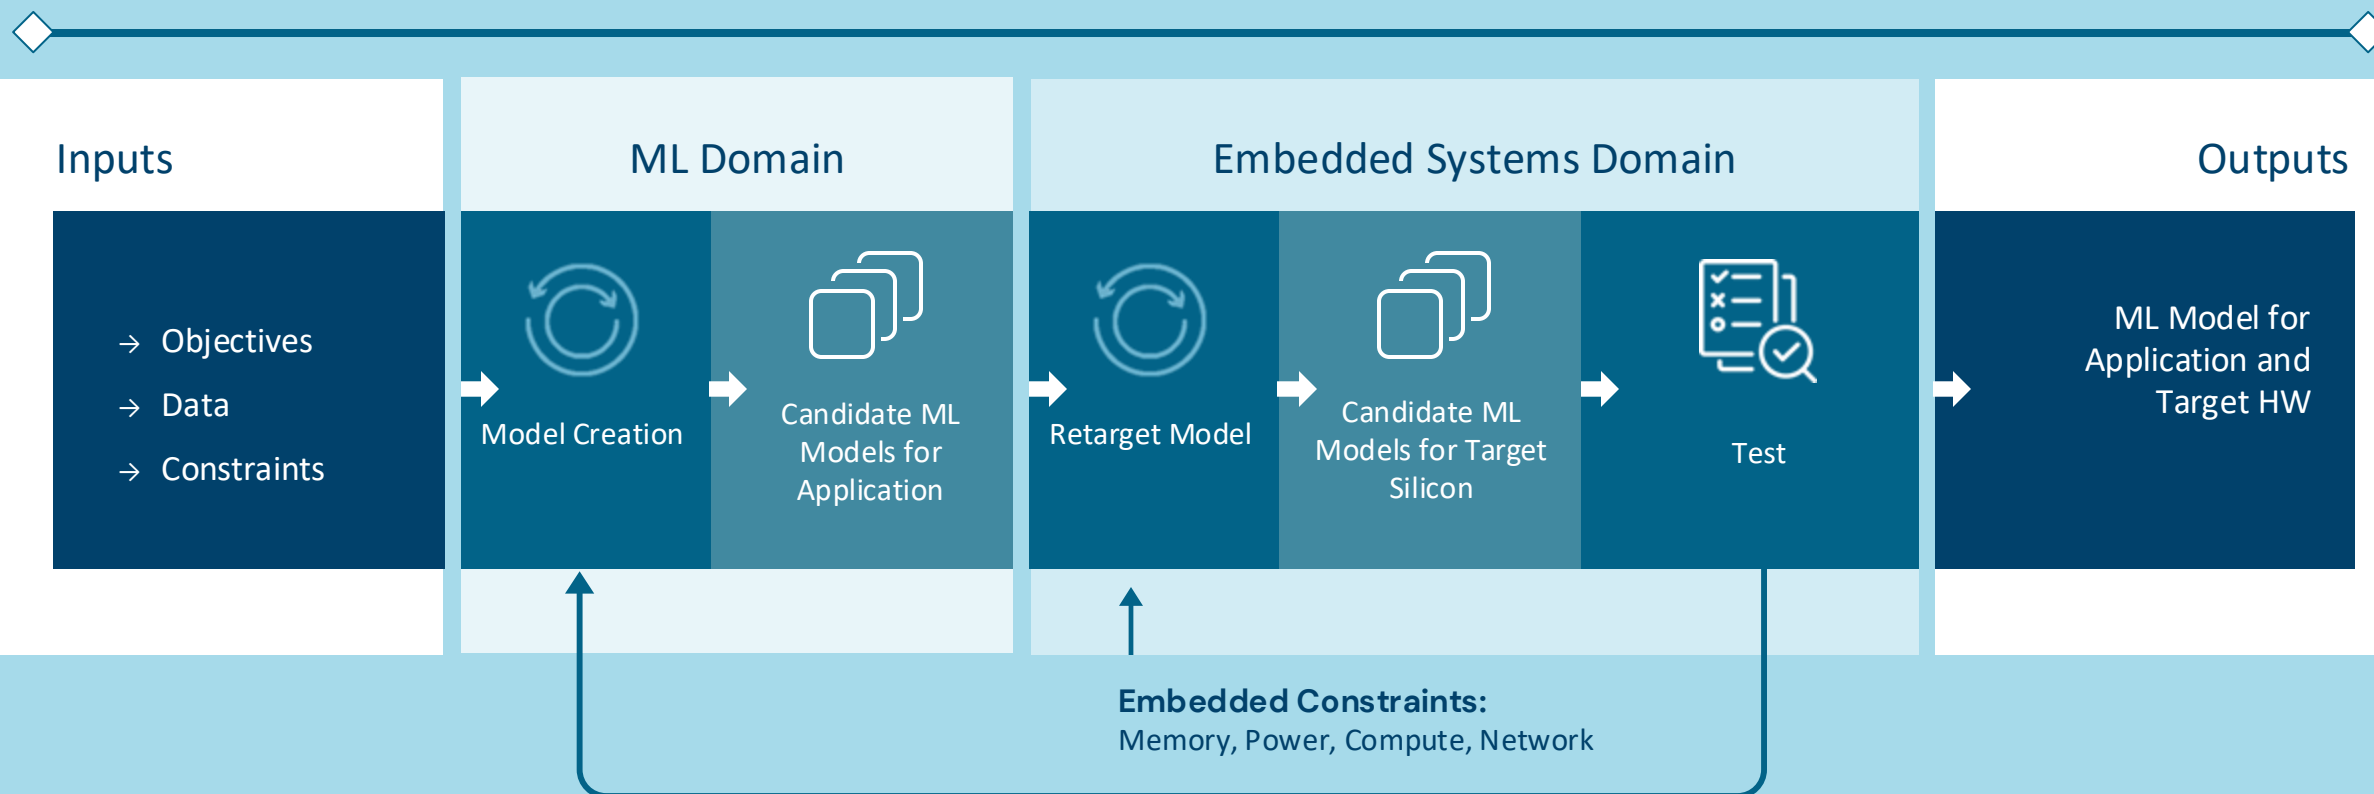 Inputs
ML Domain
Embedded Systems Domain
Outputs
→ Objectives
→ Data
→ Constraints
Model Creation
Candidate ML
Models for
Application
Retarget Model
Candidate ML
Models for Target
Silicon
Test
ML Model for
Application and
Target HW
Embedded Constraints:
Memory, Power, Compute, Network